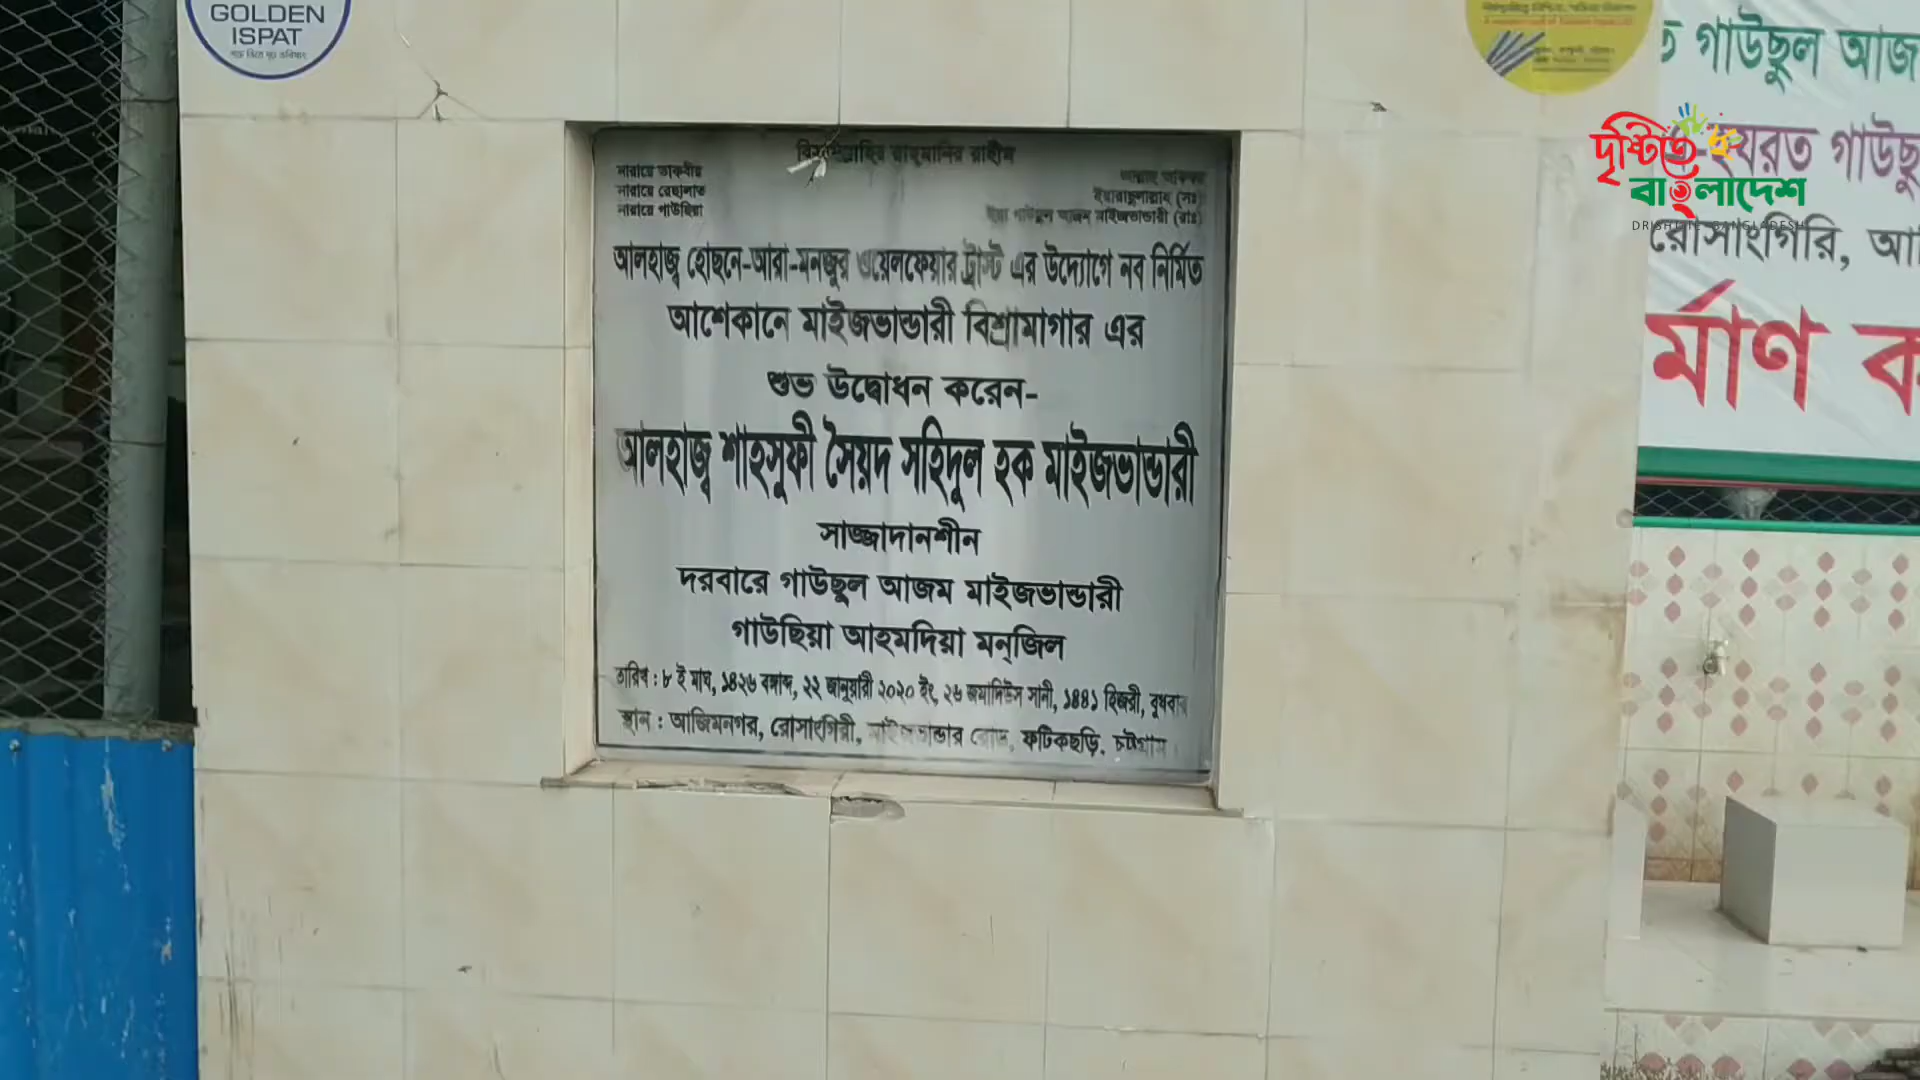 GOLDEN
ISPAT
বিসমিল্লাহির রাহমানির রাহীম
নারায়ে তাকবীর
নারায়ে রেছালাত
নারায়ে গাউছিয়া
আল্লাহু আকবর
ইয়ারাছুলাল্লাহ (সঃ)
ইয়া গাউছুল আজম মাইজভান্ডারী (রাঃ)
আলহাজ্ব হোছনে-আরা-মনজুর ওয়েলফেয়ার ট্রাস্ট এর উদ্যোগে নব নির্মিত
আশেকানে মাইজভান্ডারী বিশ্রামাগার এর
শুভ উদ্বোধন করেন-
আলহাজ্ব শাহসুফী সৈয়দ সহিদুল হক মাইজভান্ডারী
সাজ্জাদানশীন
দরবারে গাউছুল আজম মাইজভান্ডারী
গাউছিয়া আহমদিয়া মন্‌জিল
তারিখ : ৮ ই মাঘ, ১৪২৬ বঙ্গাব্দ, ২২ জানুয়ারী ২০২০ ইং, ২৬ জমাদিউস সানী, ১৪৪১ হিজরী, বুধবার
স্থান : আজিমনগর, রোসাংগিরী, মাইজভান্ডার রোড, ফটিকছড়ি, চট্টগ্রাম।
ত গাউছুল আজ
হযরত গাউছু
রোসাংগিরি, আ
র্মাণ ক
দৃষ্টিতে
বাংলাদেশ
DRISHTITE BANGLADESH